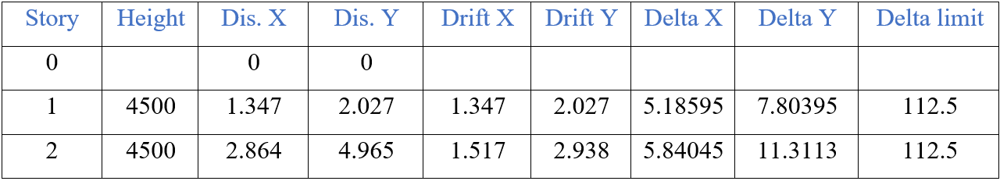 Story Height Dis. X Dis. Y Drift X Drift Y Delta X Delta Y Delta limit
0 0 0
1 4500 1.347 2.027 1.347 2.027 5.18595 7.80395 112.5
2 4500 2.864 4.965 1.517 2.938 5.84045 11.3113 112.5